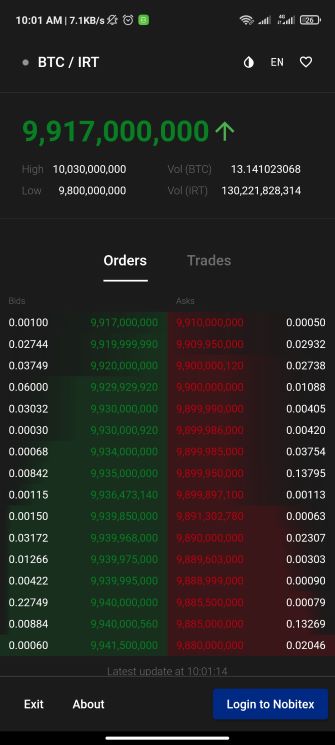 10:01 AM | 7.1KB/s
26
BTC / IRT
EN
9,917,000,000
High 10,030,000,000 Vol (BTC) 13.141023068
Low 9,800,000,000 Vol (IRT) 130,221,828,314
Orders Trades
Bids Asks
0.00100 9,917,000,000 9,910,000,000 0.00050
0.02744 9,919,999,990 9,909,950,000 0.02932
0.03749 9,920,000,000 9,900,000,120 0.02738
0.06000 9,929,929,920 9,900,000,000 0.01088
0.03032 9,930,000,000 9,899,990,000 0.00405
0.00030 9,930,000,920 9,899,986,000 0.00420
0.00068 9,934,000,000 9,899,985,000 0.03754
0.00842 9,935,000,000 9,899,950,000 0.13795
0.00115 9,936,473,140 9,899,897,100 0.00113
0.00150 9,939,850,000 9,891,302,780 0.00063
0.03172 9,939,968,000 9,890,000,000 0.02307
0.01266 9,939,975,000 9,889,603,000 0.00303
0.00422 9,939,995,000 9,888,999,000 0.00090
0.22749 9,940,000,000 9,885,500,000 0.00079
0.00884 9,940,000,560 9,885,000,000 0.13269
0.00060 9,941,500,000 9,880,000,000 0.02046
Latest update at 10:01:14
Exit About Login to Nobitex